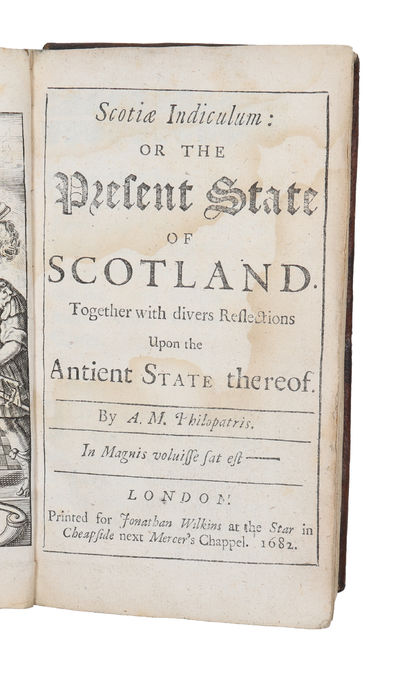 Scotiæ Indiculum:
OR THE
Preſent State
OF
SCOTLAND.
Together with divers Reflections
Upon the
Antient STATE thereof.
By A. M. Philopatris.
In Magnis voluiſſe ſat eſt——
LONDON
Printed for Jonathan Wilkins at the Star in
Cheapſide next Mercer's Chappel. 1682.